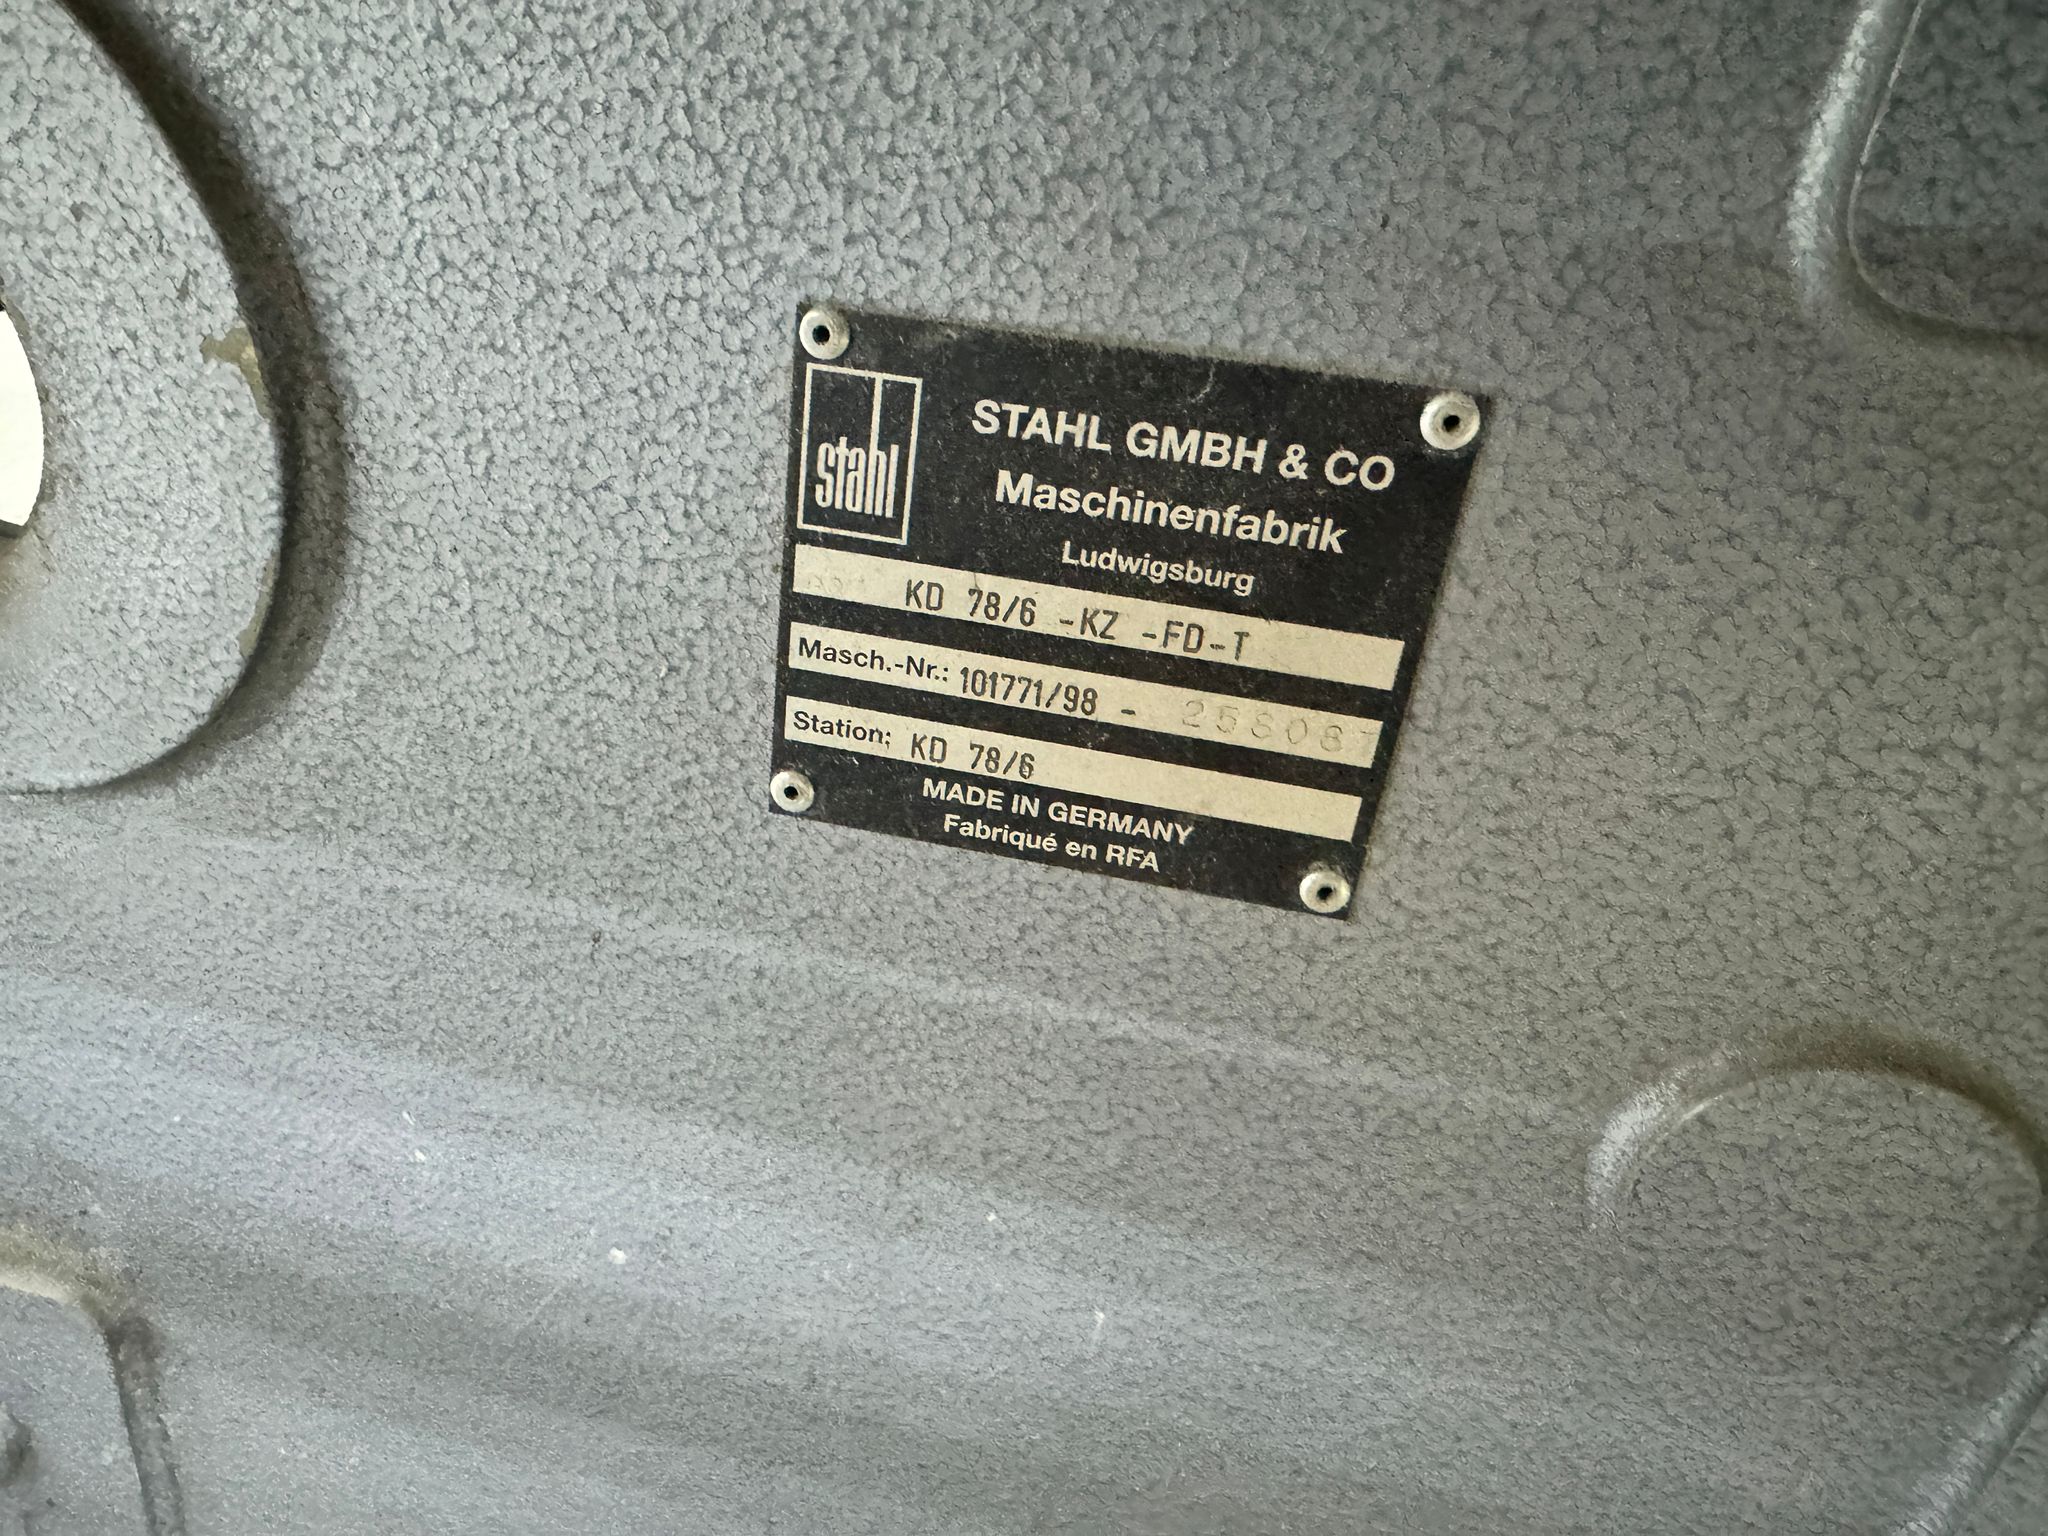 stahl
STAHL GMBH & CO
Maschinenfabrik
Ludwigsburg
KD 78/6 -KZ -FD-T
Masch.-Nr.: 101771/98 -
Station: KD 78/6
MADE IN GERMANY
Fabriqué en RFA